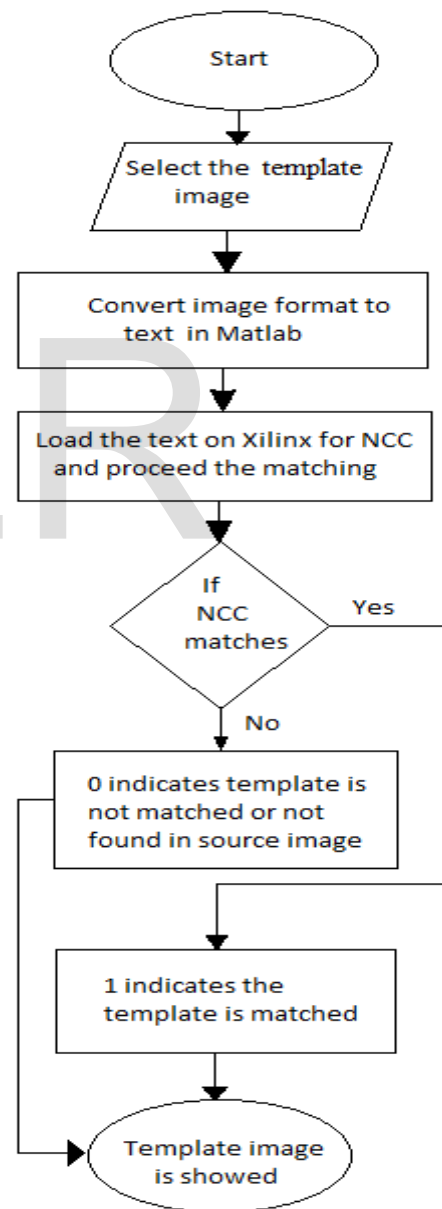 Start
Select the template
image
Convert image format to
text in Matlab
Load the text on Xilinx for NCC
and proceed the matching
If
NCC
matches
Yes
No
0 indicates template is
not matched or not
found in source image
1 indicates the
template is matched
Template image
is showed